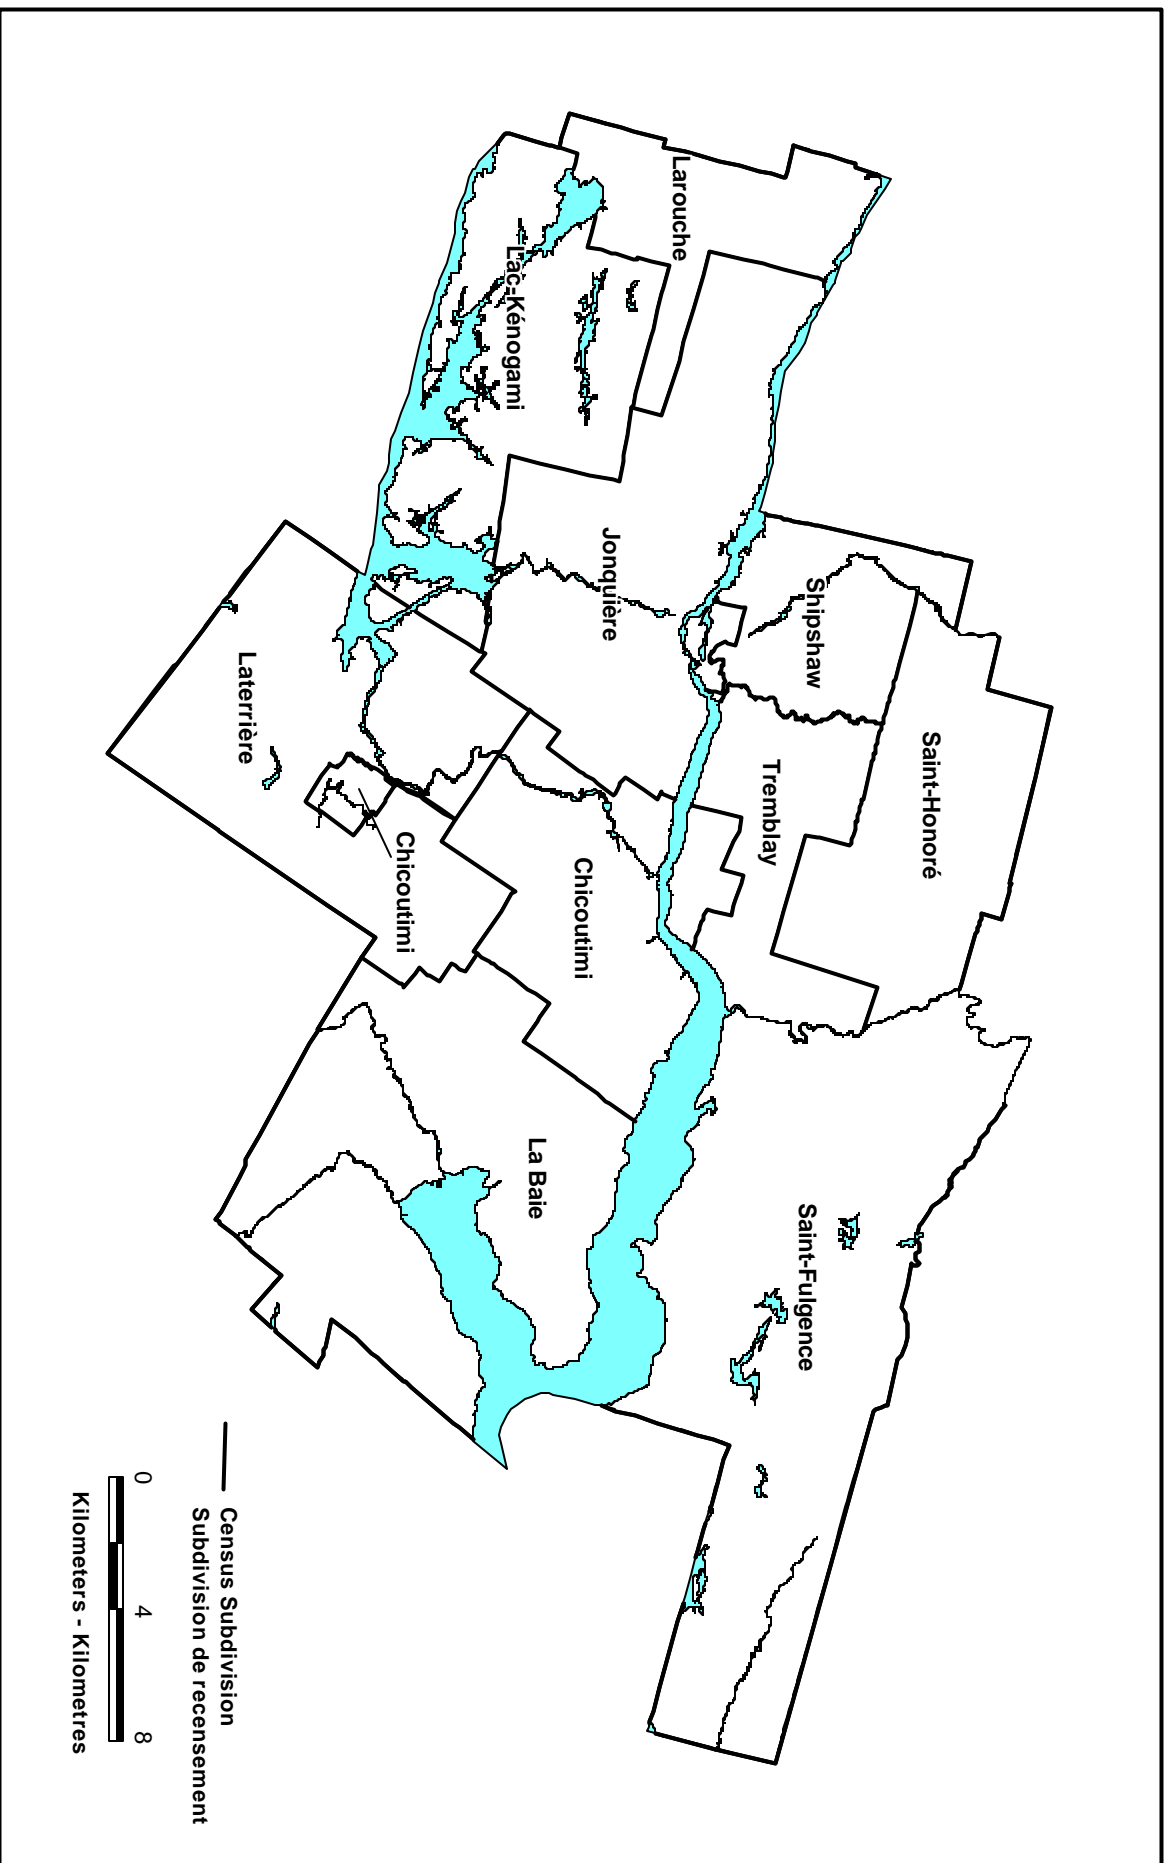 Saint-Honoré
Shipshaw
Tremblay
Saint-Fulgence
Larouche
Jonquière
Lac-Kénogami
Chicoutimi
La Baie
Chicoutimi
Laterrière
Census Subdivision
Subdivision de recensement
0 4 8
Kilometers - Kilometres